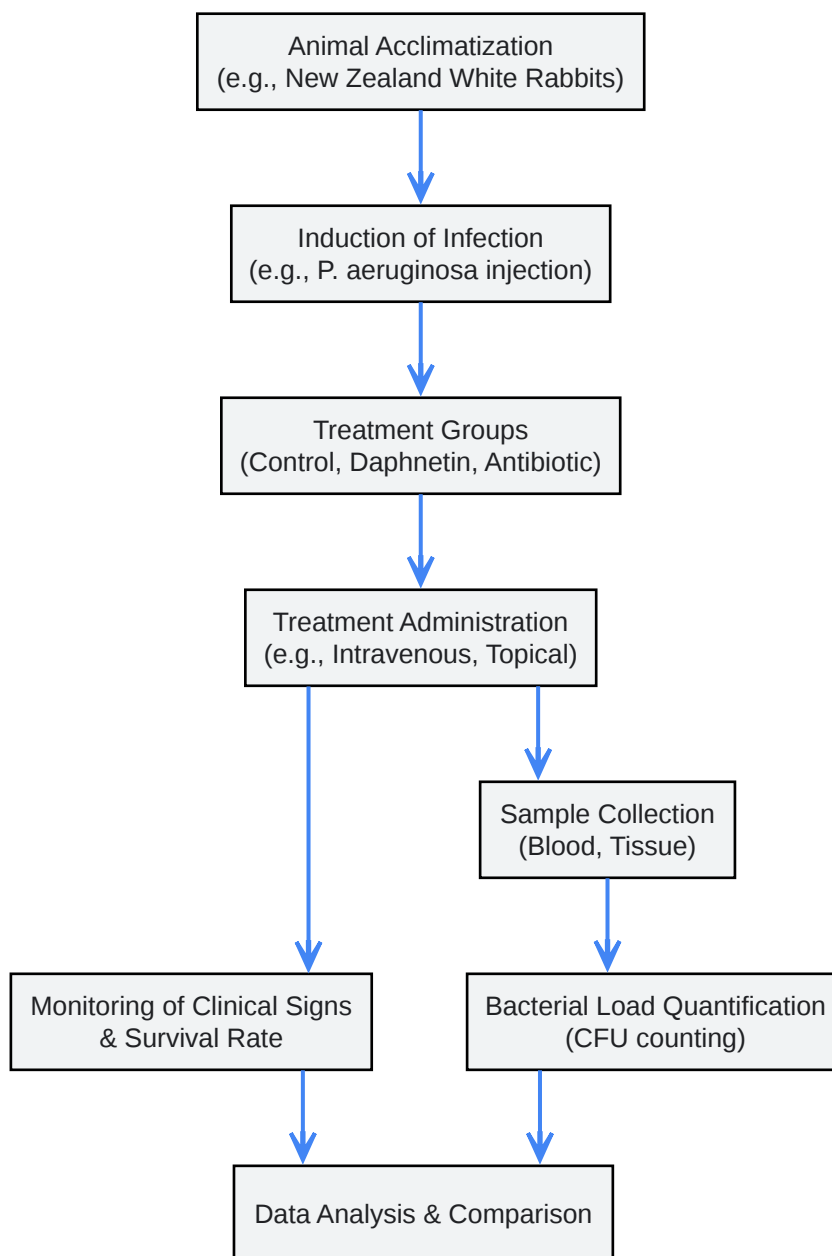 Animal Acclimatization
(e.g., New Zealand White Rabbits)
Induction of Infection
(e.g., P. aeruginosa injection)
Treatment Groups
(Control, Daphnetin, Antibiotic)
Treatment Administration
(e.g., Intravenous, Topical)
Sample Collection
(Blood, Tissue)
Monitoring of Clinical Signs
& Survival Rate
Bacterial Load Quantification
(CFU counting)
Data Analysis & Comparison